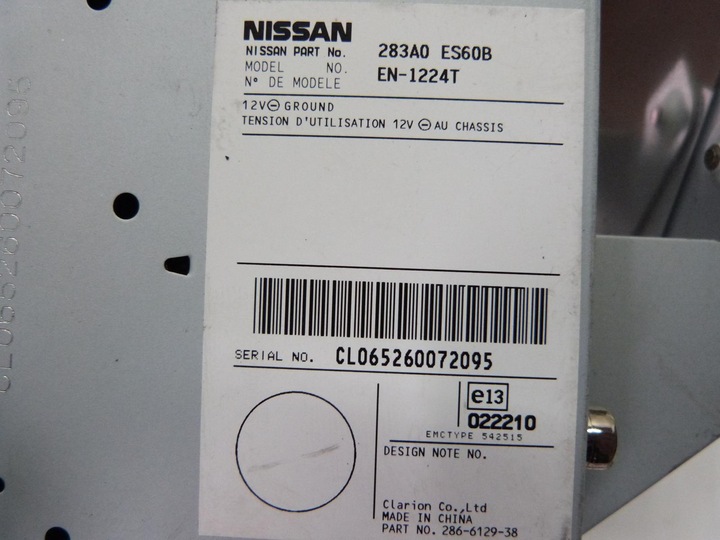 NISSAN
NISSAN PART No. 283A0 ES60B
MODEL NO. EN-1224T
N° DE MODELE
12V⊖GROUND
TENSION D'UTILISATION 12V ⊖ AU CHASSIS
SERIAL NO. CL065260072095
e13
022210
EMCTYPE 542515
DESIGN NOTE NO.
Clarion Co.,Ltd
MADE IN CHINA
PART NO. 286-6129-38
CL065260072095